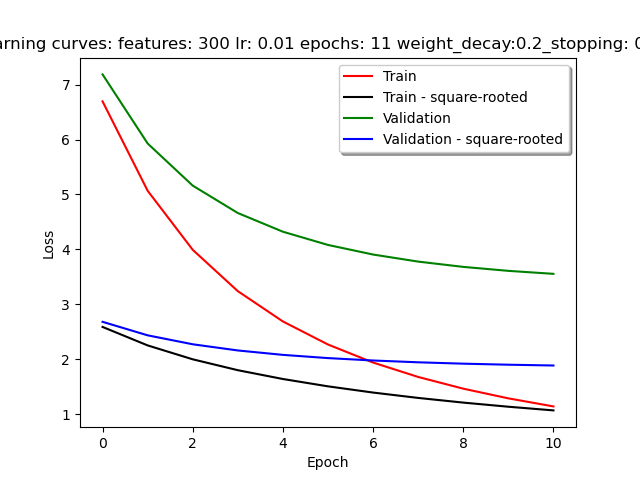 arning curves: features: 300 lr: 0.01 epochs: 11 weight_decay:0.2_stopping: 0
Train
Train - square-rooted
Validation
Validation - square-rooted
7
6
5
4
3
2
1
Loss
0 2 4 6 8 10
Epoch